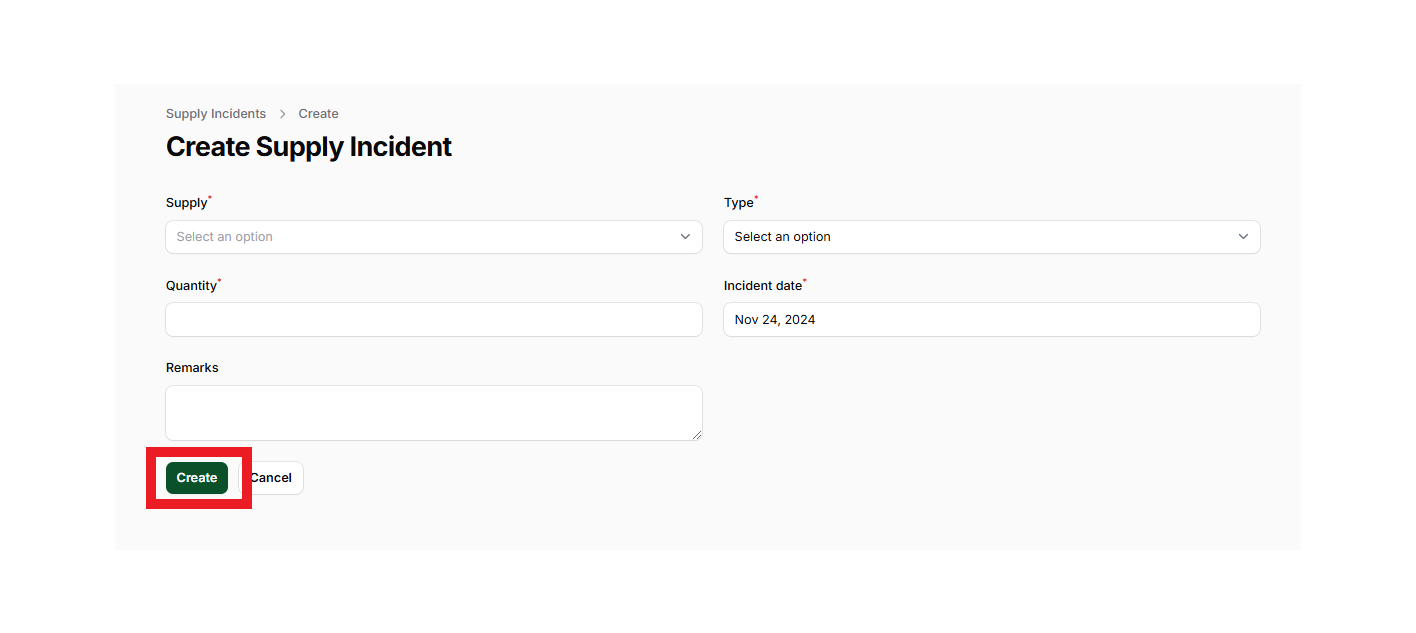 Supply Incidents > Create
Create Supply Incident
Supply* Type*
Select an option Select an option
Quantity* Incident date*
Nov 24, 2024
Remarks
Create Cancel